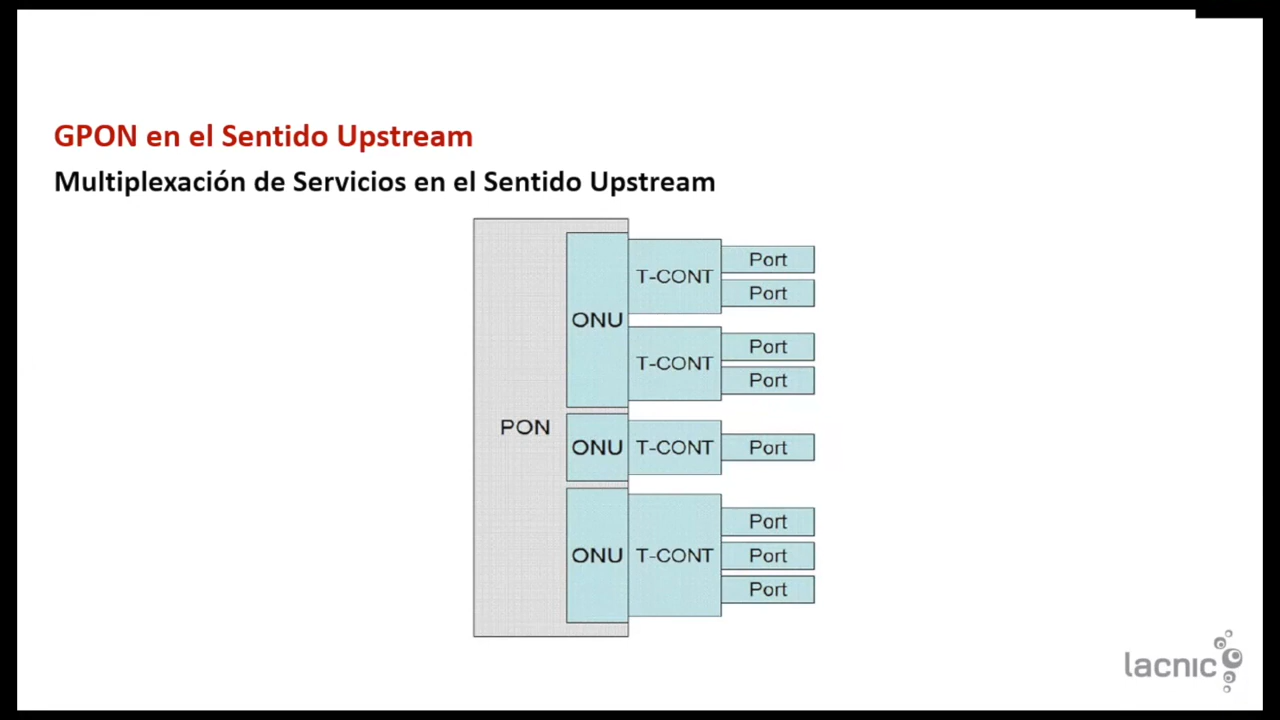 GPON en el Sentido Upstream
Multiplexación de Servicios en el Sentido Upstream
PON
ONU
T-CONT
Port
Port
T-CONT
Port
Port
ONU
T-CONT
Port
ONU
T-CONT
Port
Port
Port
lacnic